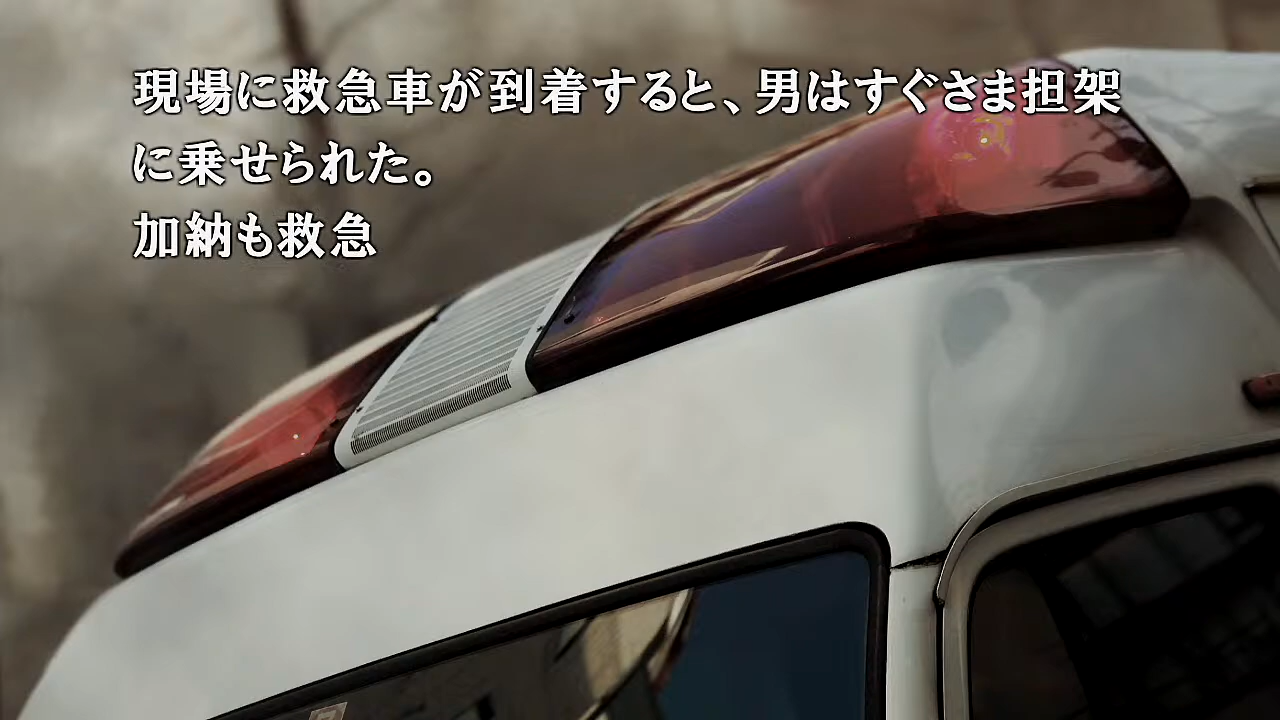 現場に救急車が到着すると、男はすぐさま担架
に乗せられた。
加納も救急